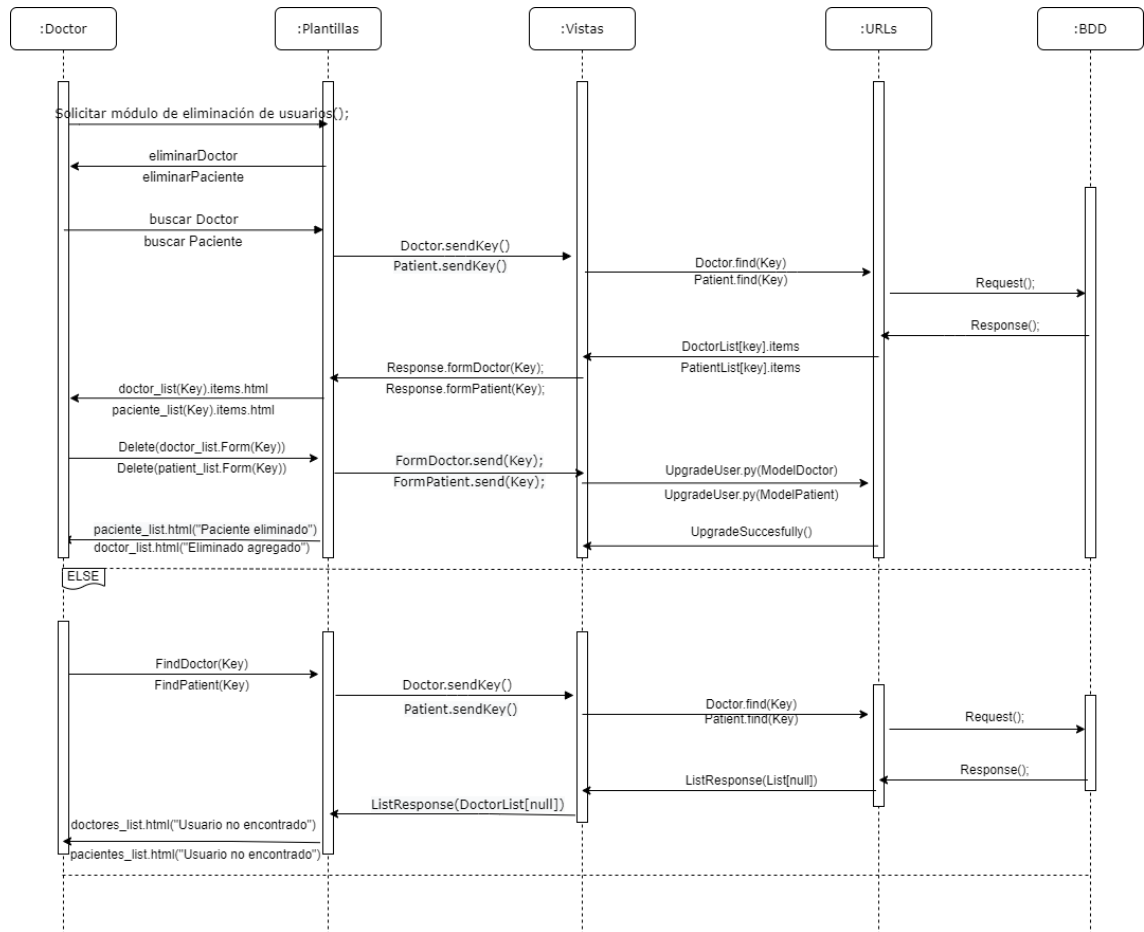 :Doctor
:Plantillas
:Vistas
:URLs
:BDD
Solicitar módulo de eliminación de usuarios();
eliminarDoctor
eliminarPaciente
buscar Doctor
buscar Paciente
Doctor.sendKey()
Patient.sendKey()
Doctor.find(Key)
Patient.find(Key)
Request();
Response();
DoctorList[key].items
PatientList[key].items
Response.formDoctor(Key);
Response.formPatient(Key);
doctor_list(Key).items.html
paciente_list(Key).items.html
Delete(doctor_list.Form(Key))
Delete(patient_list.Form(Key))
FormDoctor.send(Key);
FormPatient.send(Key);
UpgradeUser.py(ModelDoctor)
UpgradeUser.py(ModelPatient)
UpgradeSuccesfully()
paciente_list.html("Paciente eliminado")
doctor_list.html("Eliminado agregado")
ELSE
FindDoctor(Key)
FindPatient(Key)
Doctor.sendKey()
Patient.sendKey()
Doctor.find(Key)
Patient.find(Key)
Request();
Response();
ListResponse(List[null])
ListResponse(DoctorList[null])
doctores_list.html("Usuario no encontrado")
pacientes_list.html("Usuario no encontrado")